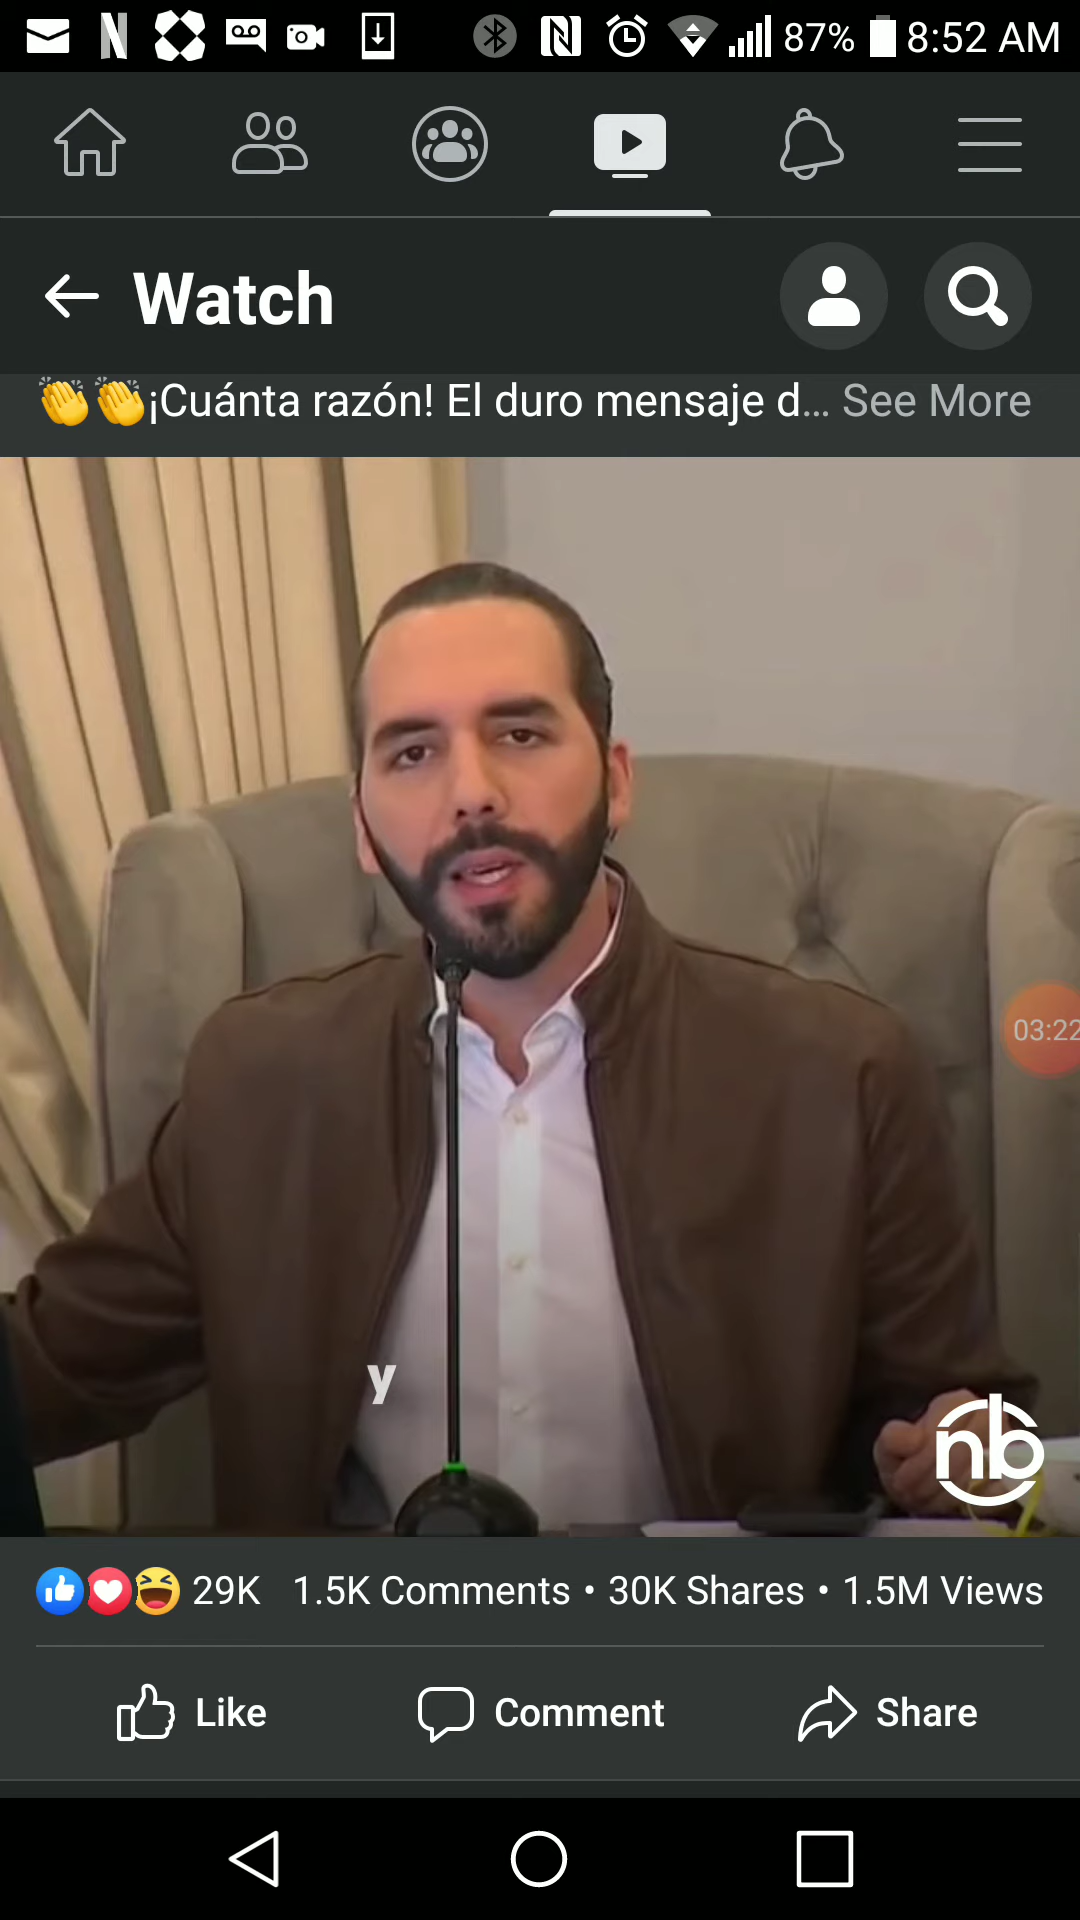 87% 8:52 AM
Watch
👏👏¡Cuánta razón! El duro mensaje d... See More
03:22
y
nb
29K 1.5K Comments • 30K Shares • 1.5M Views
Like Comment Share